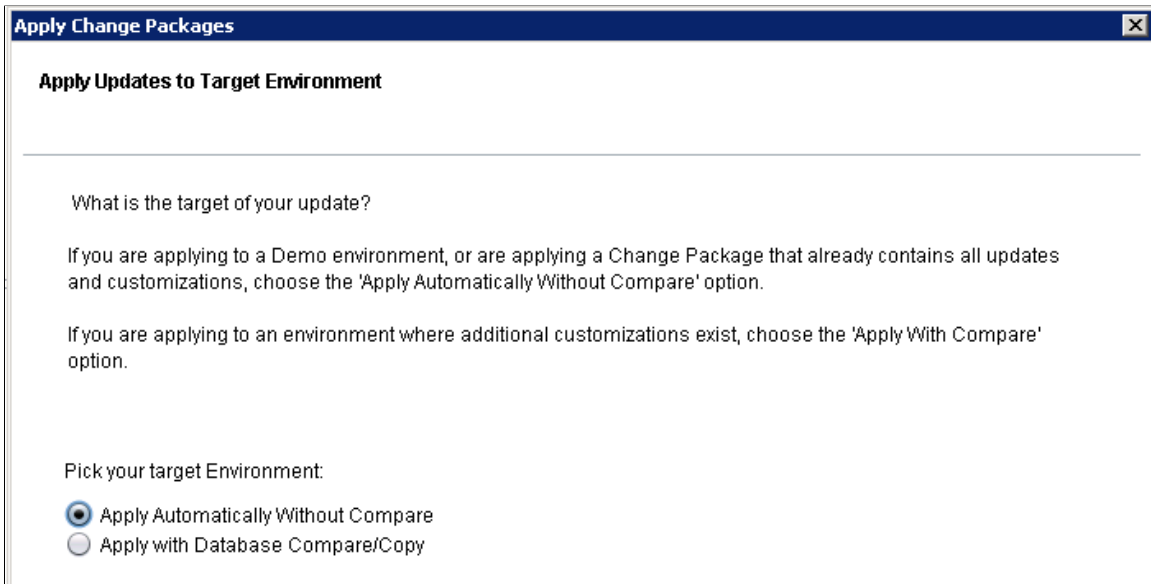 Apply Change Packages
Apply Updates to Target Environment
What is the target of your update?
If you are applying to a Demo environment, or are applying a Change Package that already contains all updates
and customizations, choose the 'Apply Automatically Without Compare' option.
If you are applying to an environment where additional customizations exist, choose the 'Apply With Compare'
option.
Pick your target Environment:
Apply Automatically Without Compare
Apply with Database Compare/Copy